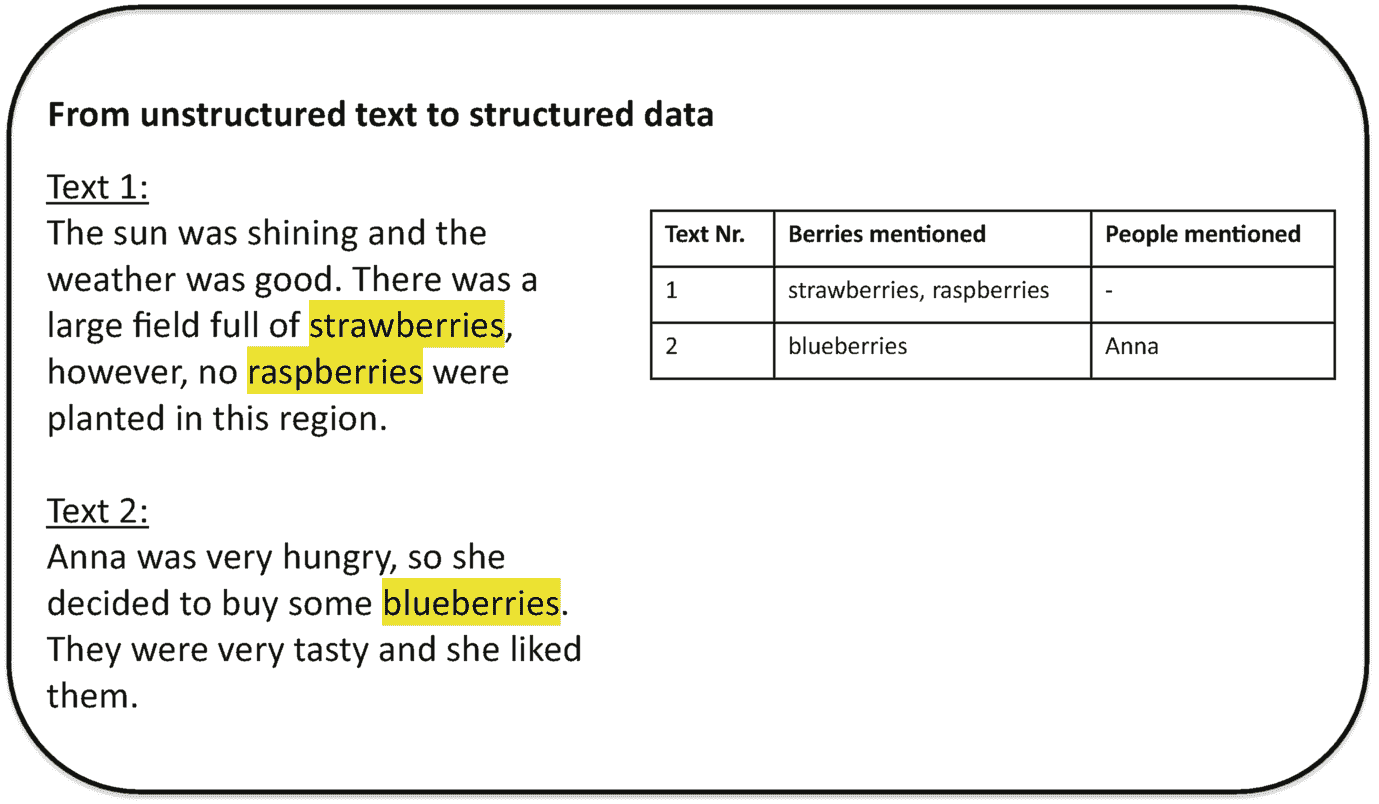 From unstructured text to structured data
Text 1:
The sun was shining and the
weather was good. There was a
large field full of strawberries,
however, no raspberries were
planted in this region.
Text 2:
Anna was very hungry, so she
decided to buy some blueberries.
They were very tasty and she liked
them.
Text Nr. Berries mentioned People mentioned
1 strawberries, raspberries -
2 blueberries Anna